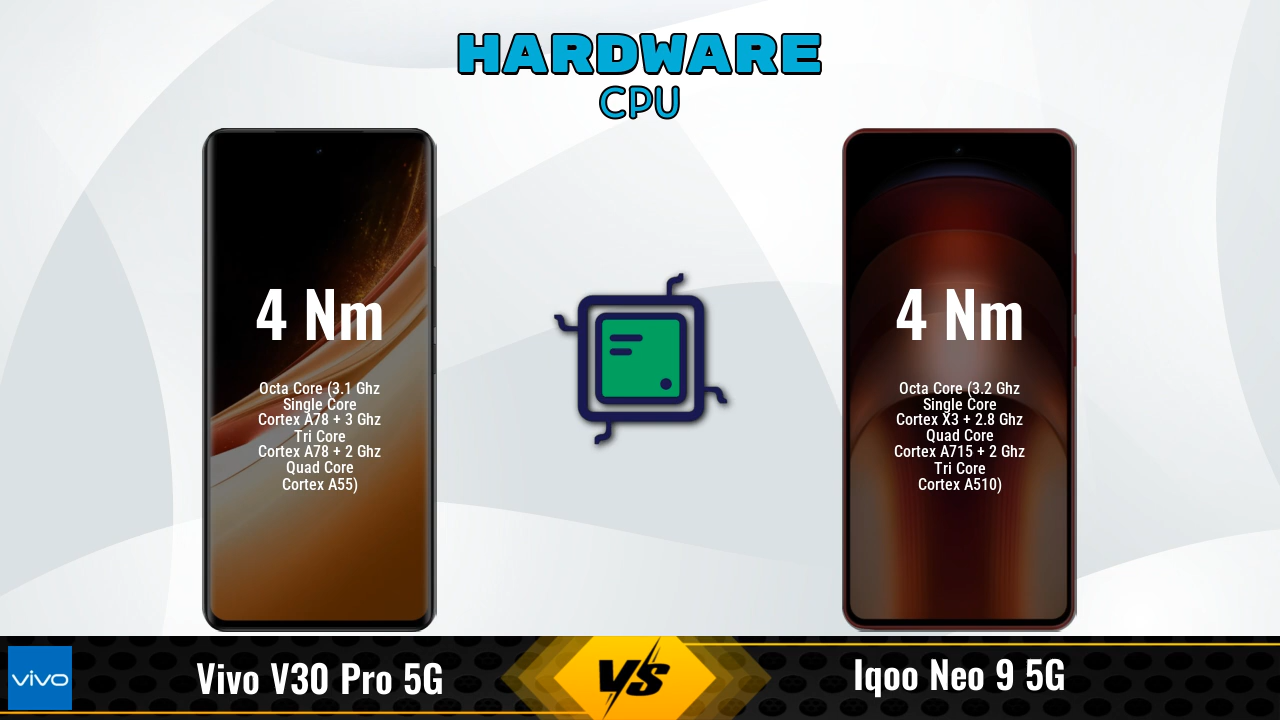 HARDWARE
CPU
4 Nm
Octa Core (3.1 Ghz
Single Core
Cortex A78 + 3 Ghz
Tri Core
Cortex A78 + 2 Ghz
Quad Core
Cortex A55)
4 Nm
Octa Core (3.2 Ghz
Single Core
Cortex X3 + 2.8 Ghz
Quad Core
Cortex A715 + 2 Ghz
Tri Core
Cortex A510)
vivo
Vivo V30 Pro 5G
VS
Iqoo Neo 9 5G